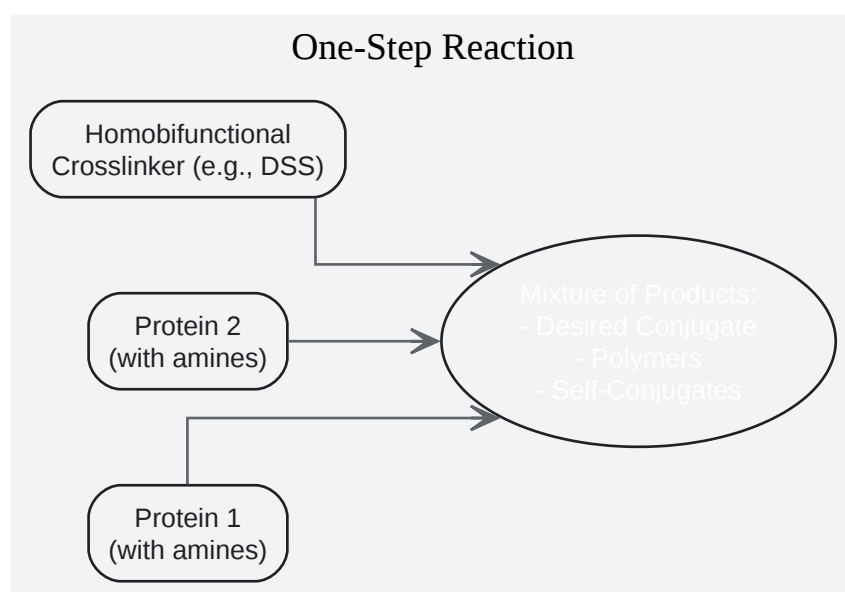 One-Step Reaction
Homobifunctional
Crosslinker (e.g., DSS)
Mixture of Products:
- Desired Conjugate
- Polymers
- Self-Conjugates
Protein 2
(with amines)
Protein 1
(with amines)